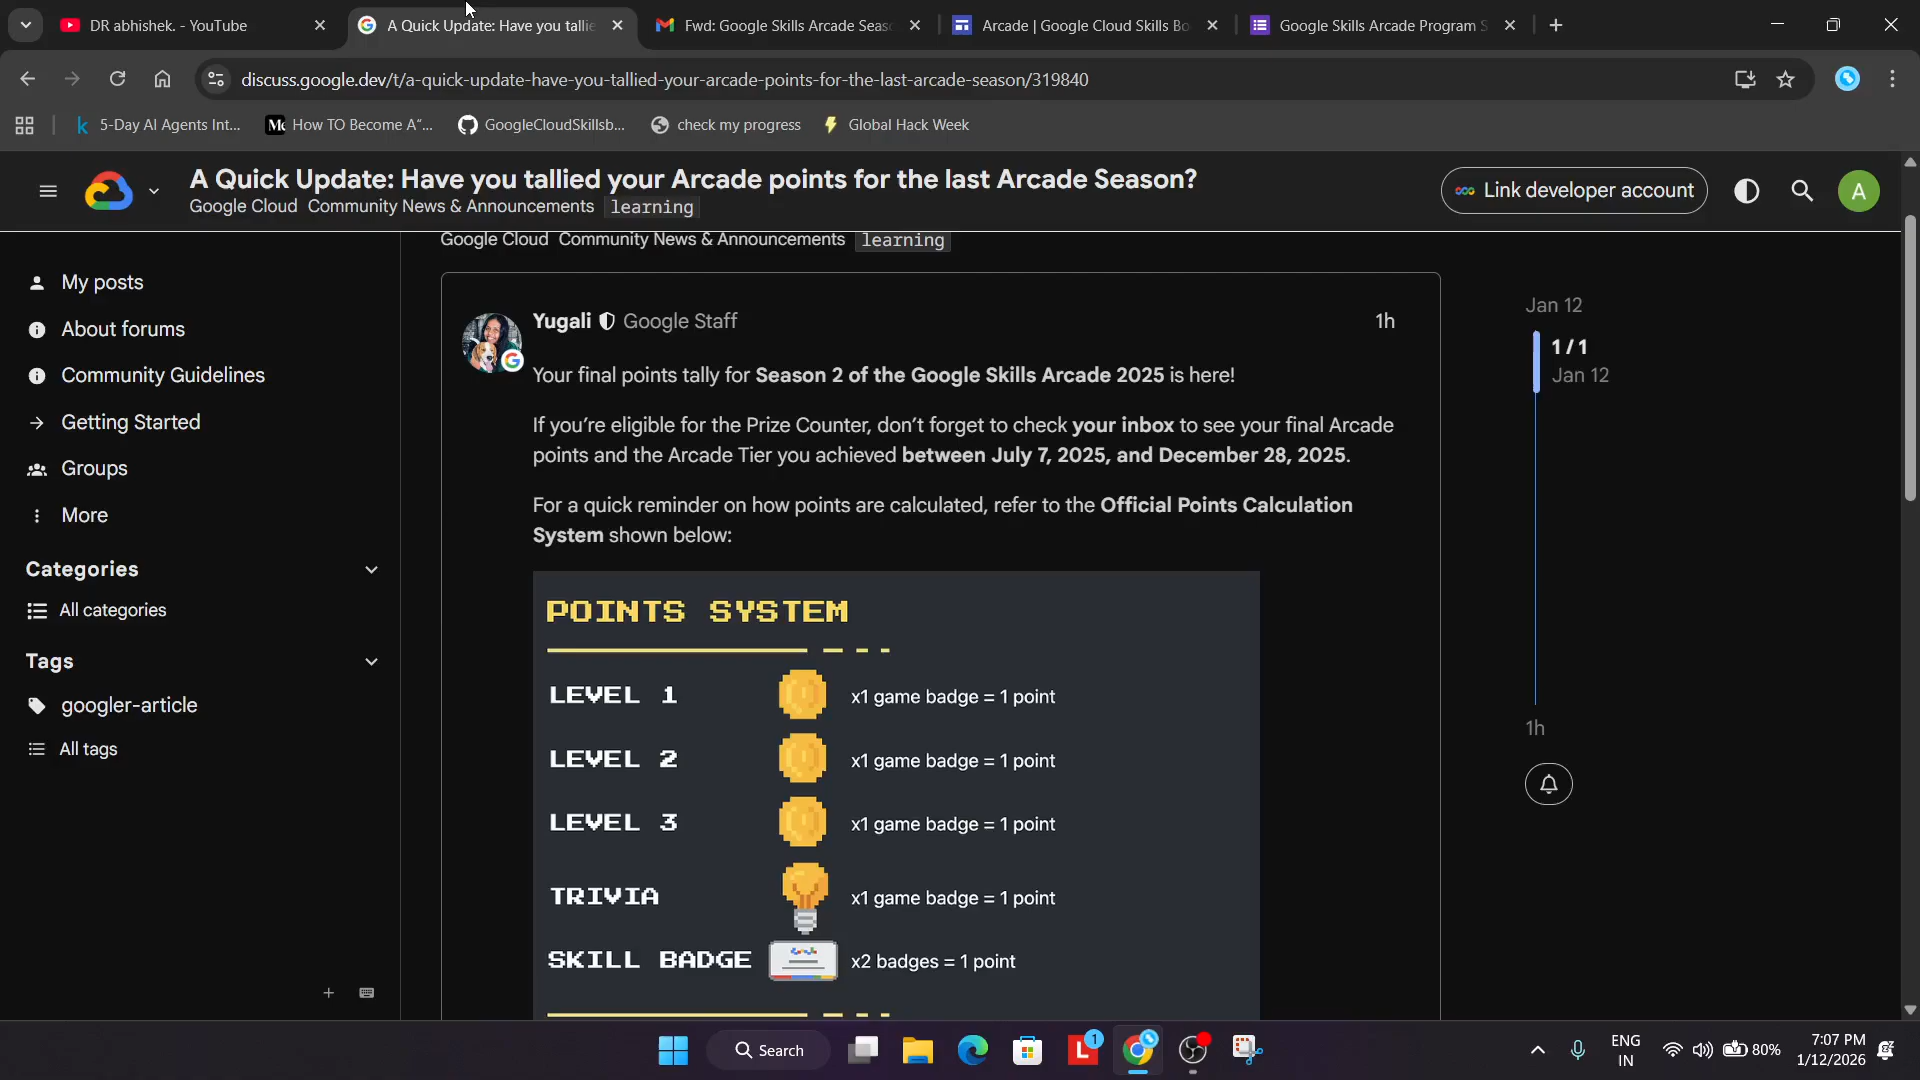 DR abhishek. - YouTube
A Quick Update: Have you tallie
Fwd: Google Skills Arcade Seas
Arcade | Google Cloud Skills Bo
Google Skills Arcade Program S
discuss.google.dev/t/a-quick-update-have-you-tallied-your-arcade-points-for-the-last-arcade-season/319840
5-Day AI Agents Int...
How TO Become A“...
GoogleCloudSkillsb...
check my progress
Global Hack Week
A Quick Update: Have you tallied your Arcade points for the last Arcade Season?
Google Cloud Community News & Announcements learning
Link developer account
A
Google Cloud Community News & Announcements learning
My posts
About forums
Community Guidelines
Getting Started
Groups
More
Categories
All categories
Tags
googler-article
All tags
Yugali Google Staff
1h
Your final points tally for Season 2 of the Google Skills Arcade 2025 is here!
If you’re eligible for the Prize Counter, don’t forget to check your inbox to see your final Arcade
points and the Arcade Tier you achieved between July 7, 2025, and December 28, 2025.
For a quick reminder on how points are calculated, refer to the Official Points Calculation
System shown below:
POINTS SYSTEM
LEVEL 1 x1 game badge = 1 point
LEVEL 2 x1 game badge = 1 point
LEVEL 3 x1 game badge = 1 point
TRIVIA x1 game badge = 1 point
SKILL BADGE x2 badges = 1 point
Jan 12
1 / 1
Jan 12
1h
Search
L
1
ENG
IN
80%
7:07 PM
1/12/2026